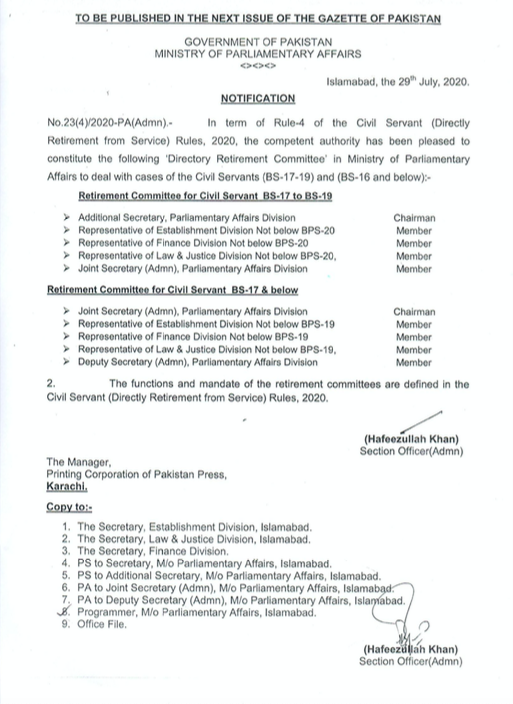 TO BE PUBLISHED IN THE NEXT ISSUE OF THE GAZETTE OF PAKISTAN
GOVERNMENT OF PAKISTAN
MINISTRY OF PARLIAMENTARY AFFAIRS
<><><>
Islamabad, the 29th July, 2020.
NOTIFICATION
No.23(4)/2020-PA(Admn).- In term of Rule-4 of the Civil Servant (Directly
Retirement from Service) Rules, 2020, the competent authority has been pleased to
constitute the following 'Directory Retirement Committee' in Ministry of Parliamentary
Affairs to deal with cases of the Civil Servants (BS-17-19) and (BS-16 and below):-
Retirement Committee for Civil Servant BS-17 to BS-19
➢ Additional Secretary, Parliamentary Affairs Division Chairman
➢ Representative of Establishment Division Not below BPS-20 Member
➢ Representative of Finance Division Not below BPS-20 Member
➢ Representative of Law & Justice Division Not below BPS-20, Member
➢ Joint Secretary (Admn), Parliamentary Affairs Division Member
Retirement Committee for Civil Servant BS-17 & below
➢ Joint Secretary (Admn), Parliamentary Affairs Division Chairman
➢ Representative of Establishment Division Not below BPS-19 Member
➢ Representative of Finance Division Not below BPS-19 Member
➢ Representative of Law & Justice Division Not below BPS-19, Member
➢ Deputy Secretary (Admn), Parliamentary Affairs Division Member
2. The functions and mandate of the retirement committees are defined in the
Civil Servant (Directly Retirement from Service) Rules, 2020.
(Hafeezullah Khan)
Section Officer(Admn)
The Manager,
Printing Corporation of Pakistan Press,
Karachi.
Copy to:-
1. The Secretary, Establishment Division, Islamabad.
2. The Secretary, Law & Justice Division, Islamabad.
3. The Secretary, Finance Division.
4. PS to Secretary, M/o Parliamentary Affairs, Islamabad.
5. PS to Additional Secretary, M/o Parliamentary Affairs, Islamabad.
6. PA to Joint Secretary (Admn), M/o Parliamentary Affairs, Islamabad.
7. PA to Deputy Secretary (Admn), M/o Parliamentary Affairs, Islamabad.
8. Programmer, M/o Parliamentary Affairs, Islamabad.
9. Office File.
(Hafeezullah Khan)
Section Officer(Admn)